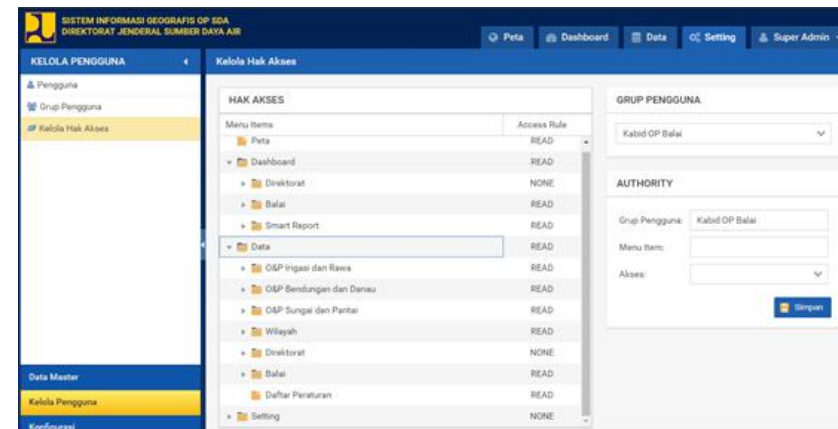 SISTEM INFORMASI GEOGRAFIS OP SDA
DIREKTORAT JENDERAL SUMBER DAYA AIR
Peta Dashboard Data Setting Super Admin
KELOLA PENGGUNA
Pengguna
Grup Pengguna
Kelola Hak Akses
Data Master
Kelola Pengguna
Konfigurasi
Kelola Hak Akses
HAK AKSES
Menu Items Access Rule
Peta READ
Dashboard READ
Direktorat NONE
Balai READ
Smart Report READ
Data READ
O&P Irigasi dan Rawa READ
O&P Bendungan dan Danau READ
O&P Sungai dan Pantai READ
Wilayah READ
Direktorat NONE
Balai READ
Daftar Peraturan READ
Setting NONE
GRUP PENGGUNA
Kabid OP Balai
AUTHORITY
Grup Pengguna: Kabid OP Balai
Menu Item:
Akses:
Simpan